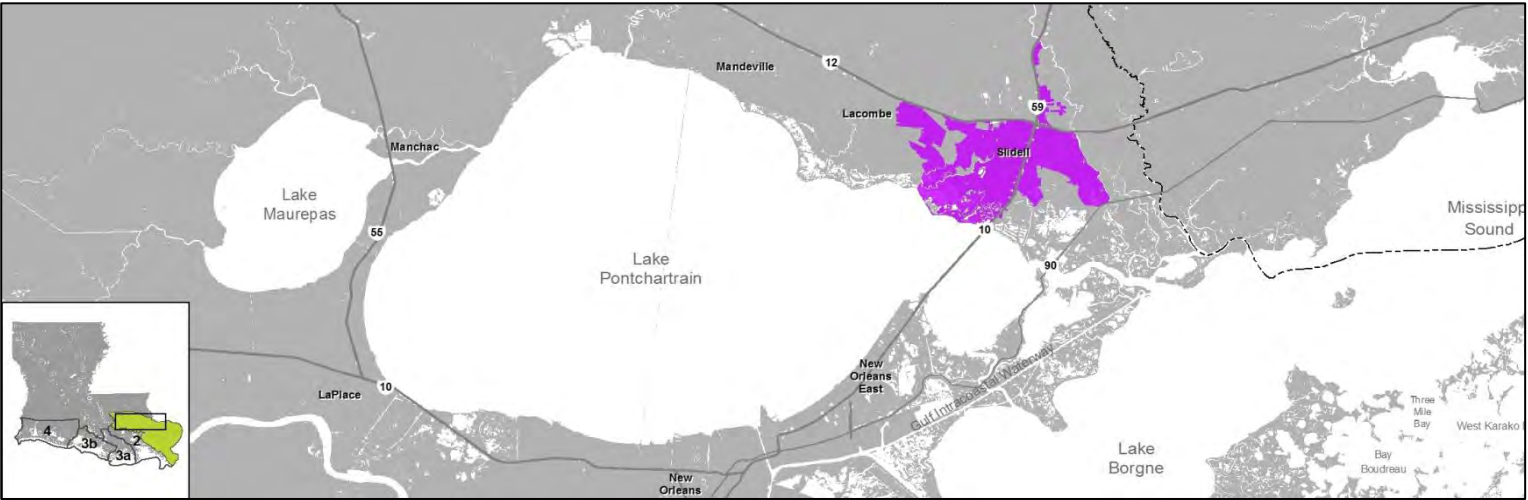 Mandeville
12
59
Lacombe
Slidell
Manchac
Lake
Maurepas
55
Lake
Pontchartrain
10
90
Mississipp
Sound
New
Orleans
East
Gulf Intracoastal Waterway
LaPlace
10
New
Orleans
Lake
Borgne
Three
Mile
Bay
West Karako
Bay
Boudreau
4
3b
3a
2